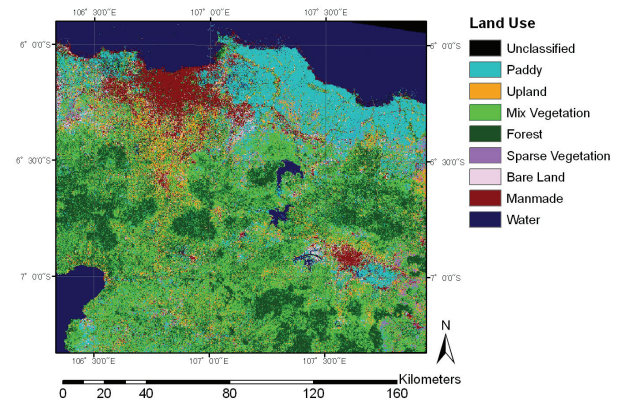 106° 30'0"E 107° 0'0"E 107° 30'0"E
Land Use
6° 0'0"S 6° 0'0"S
Unclassified
Paddy
Upland
Mix Vegetation
Forest
6° 30'0"S 6° 30'0"S
Sparse Vegetation
Bare Land
Manmade
Water
7° 0'0"S 7° 0'0"S
N
106° 30'0"E 107° 0'0"E 107° 30'0"E
Kilometers
0 20 40 80 120 160